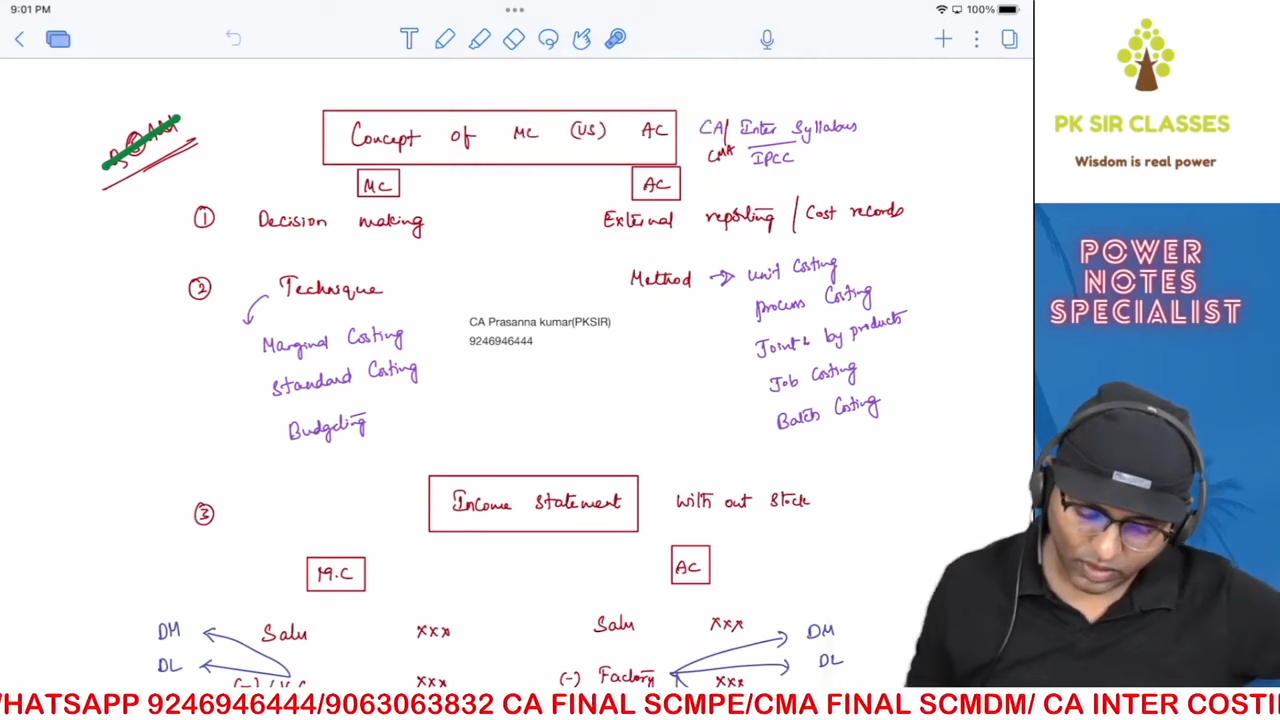 9:01 PM
100%
Concept of MC (VS) AC
CA/ Inter Syllabus
CMA IPCC
MC
AC
① Decision making
External reporting / Cost records
② Technique
Method → Unit Costing
Process Costing
Joint & by products
Job Costing
Batch Costing
Marginal Costing
Standard Costing
Budgeting
CA Prasanna kumar(PKSIR)
9246946444
③ Income Statement With out Stock
M.C
AC
DM
Sales xxx
DL
Sales xxx
DM
(-) Factory xxx
DL
PK SIR CLASSES
Wisdom is real power
POWER
NOTES
SPECIALIST
WHATSAPP 9246946444/9063063832 CA FINAL SCMPE/CMA FINAL SCMDM/ CA INTER COSTI